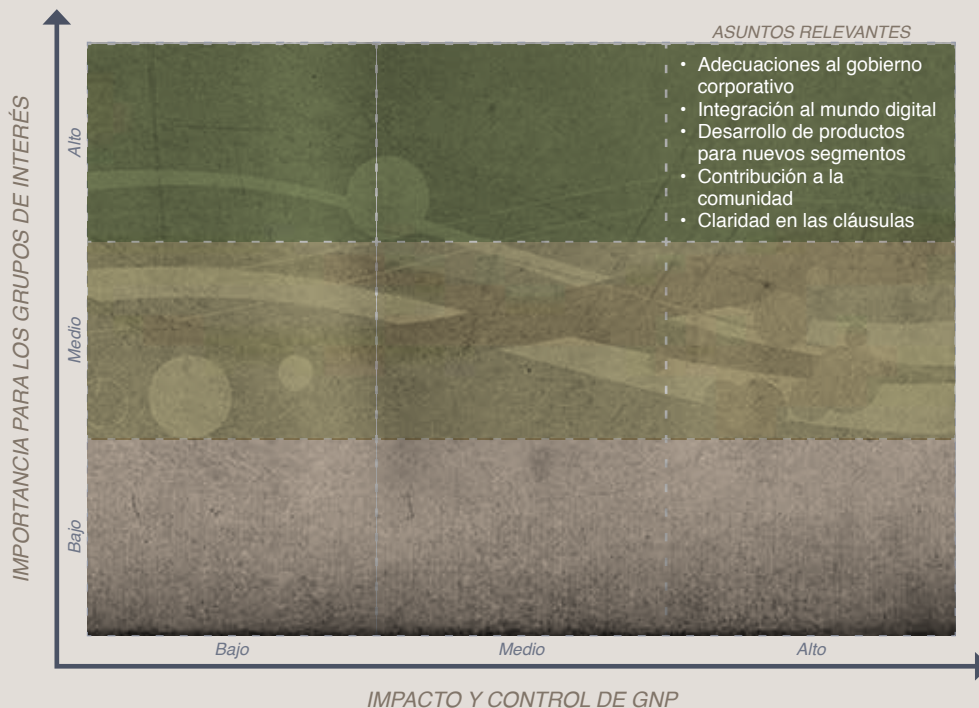 ASUNTOS RELEVANTES
• Adecuaciones al gobierno
corporativo
• Integración al mundo digital
• Desarrollo de productos
para nuevos segmentos
• Contribución a la
comunidad
• Claridad en las cláusulas
IMPORTANCIA PARA LOS GRUPOS DE INTERÉS
Alto
Medio
Bajo
Bajo
Medio
Alto
IMPACTO Y CONTROL DE GNP